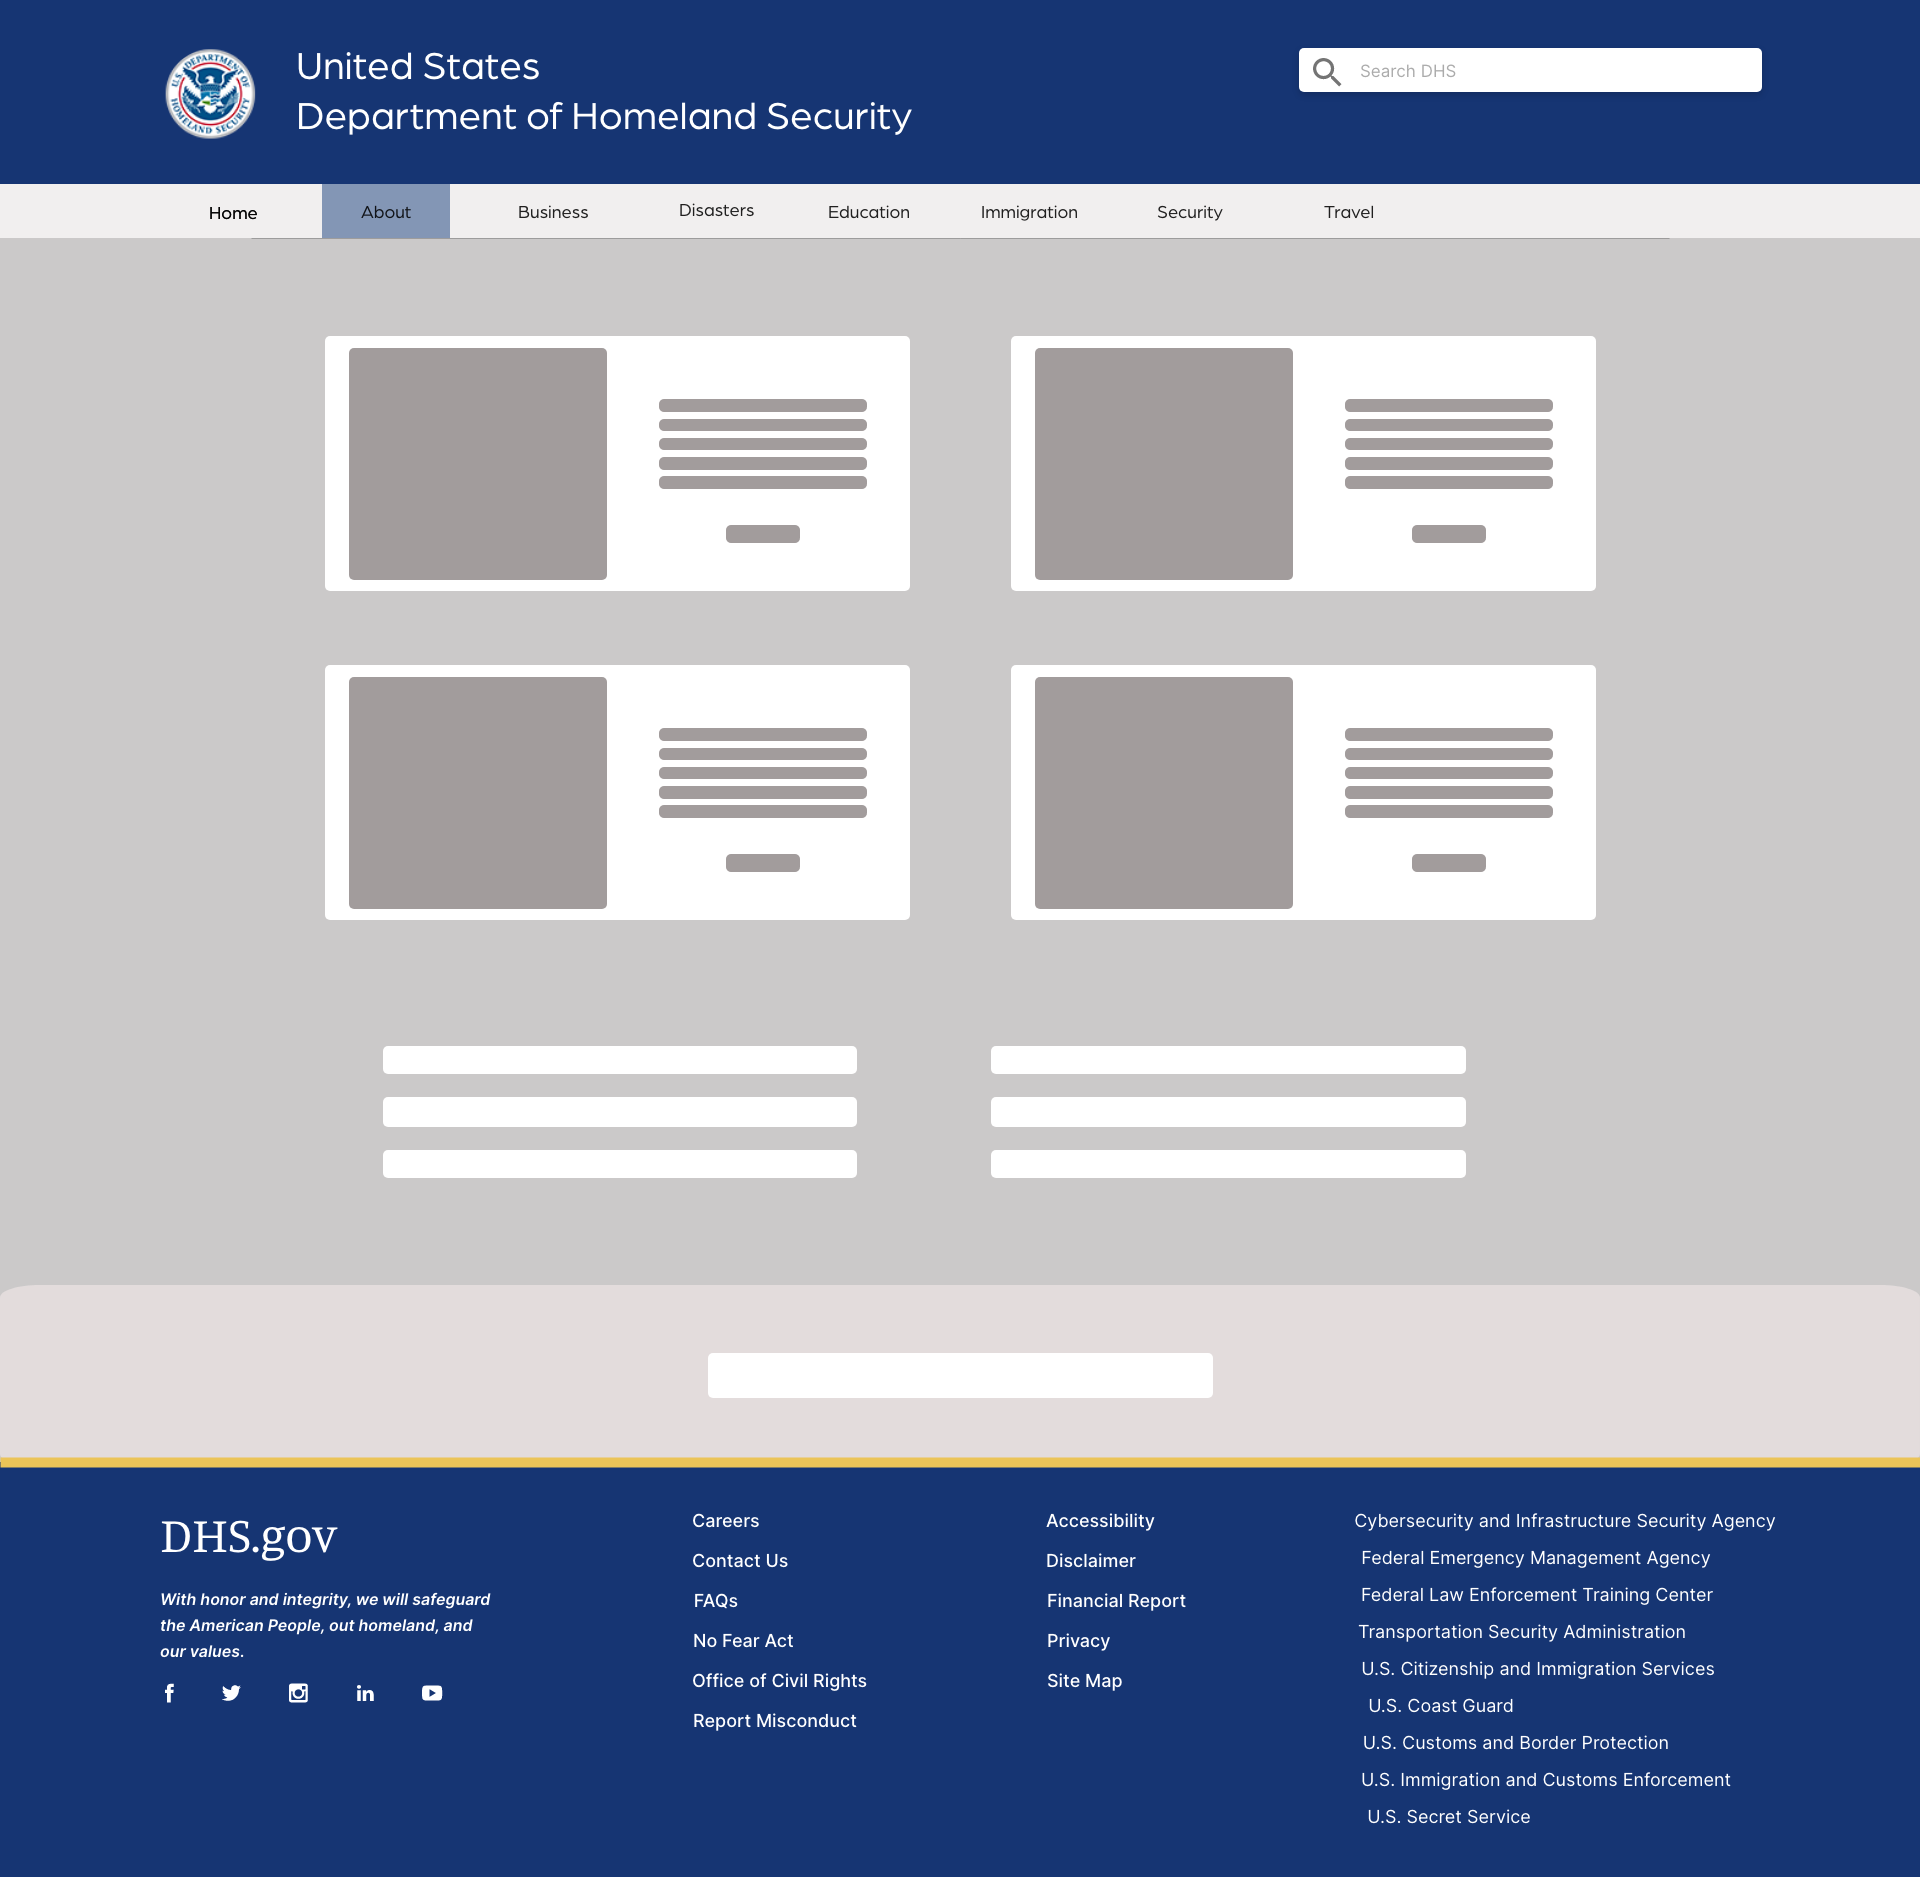 U.S. DEPARTMENT OF
HOMELAND SECURITY
United States
Department of Homeland Security
Search DHS
Home
About
Business
Disasters
Education
Immigration
Security
Travel
DHS.gov
With honor and integrity, we will safeguard
the American People, out homeland, and
our values.
Careers
Contact Us
FAQs
No Fear Act
Office of Civil Rights
Report Misconduct
Accessibility
Disclaimer
Financial Report
Privacy
Site Map
Cybersecurity and Infrastructure Security Agency
Federal Emergency Management Agency
Federal Law Enforcement Training Center
Transportation Security Administration
U.S. Citizenship and Immigration Services
U.S. Coast Guard
U.S. Customs and Border Protection
U.S. Immigration and Customs Enforcement
U.S. Secret Service